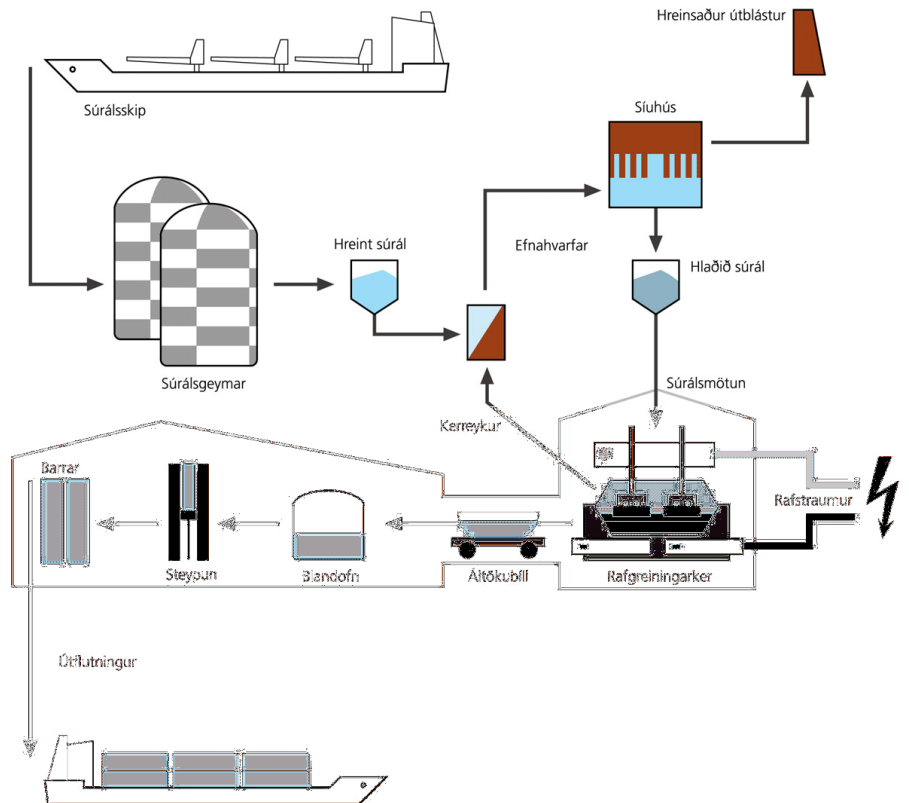 Hreinsaður útblástur
Súrálsskip
Síuhús
Hreint súrál
Efnahvarfar
Hlaðið súrál
Súrálsgeymar
Súrálsmötun
Kerreykur
Barrar
Rafstraumur
Steypun
Blandofn
Áltökubíll
Rafgreiningarker
Útflutningur